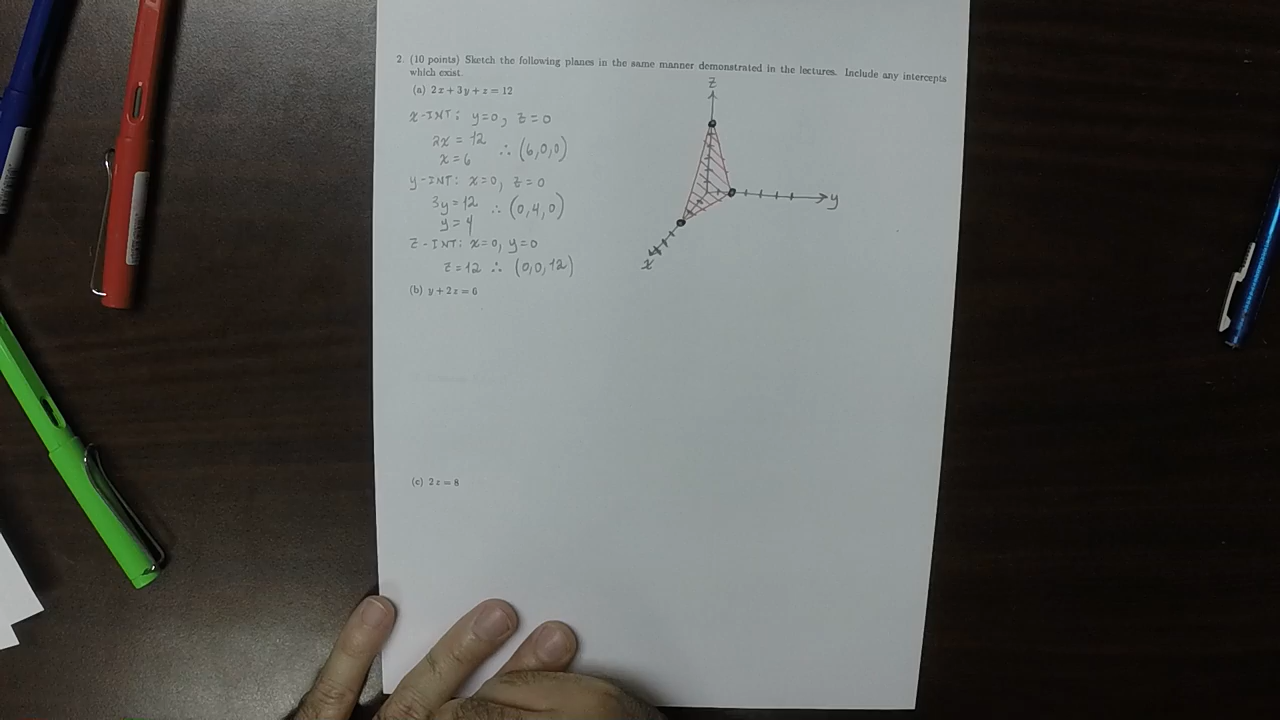 2. (10 points) Sketch the following planes in the same manner demonstrated in the lectures. Include any intercepts
which exist.
(a) 2x + 3y + z = 12
x-INT: y=0, z=0
2x = 12
x = 6 ∴ (6,0,0)
y-INT: x=0, z=0
3y=12
y=4 ∴ (0,4,0)
z-INT: x=0, y=0
z=12 ∴ (0,0,12)
z
y
x
(b) y + 2z = 6
(c) 2z = 8